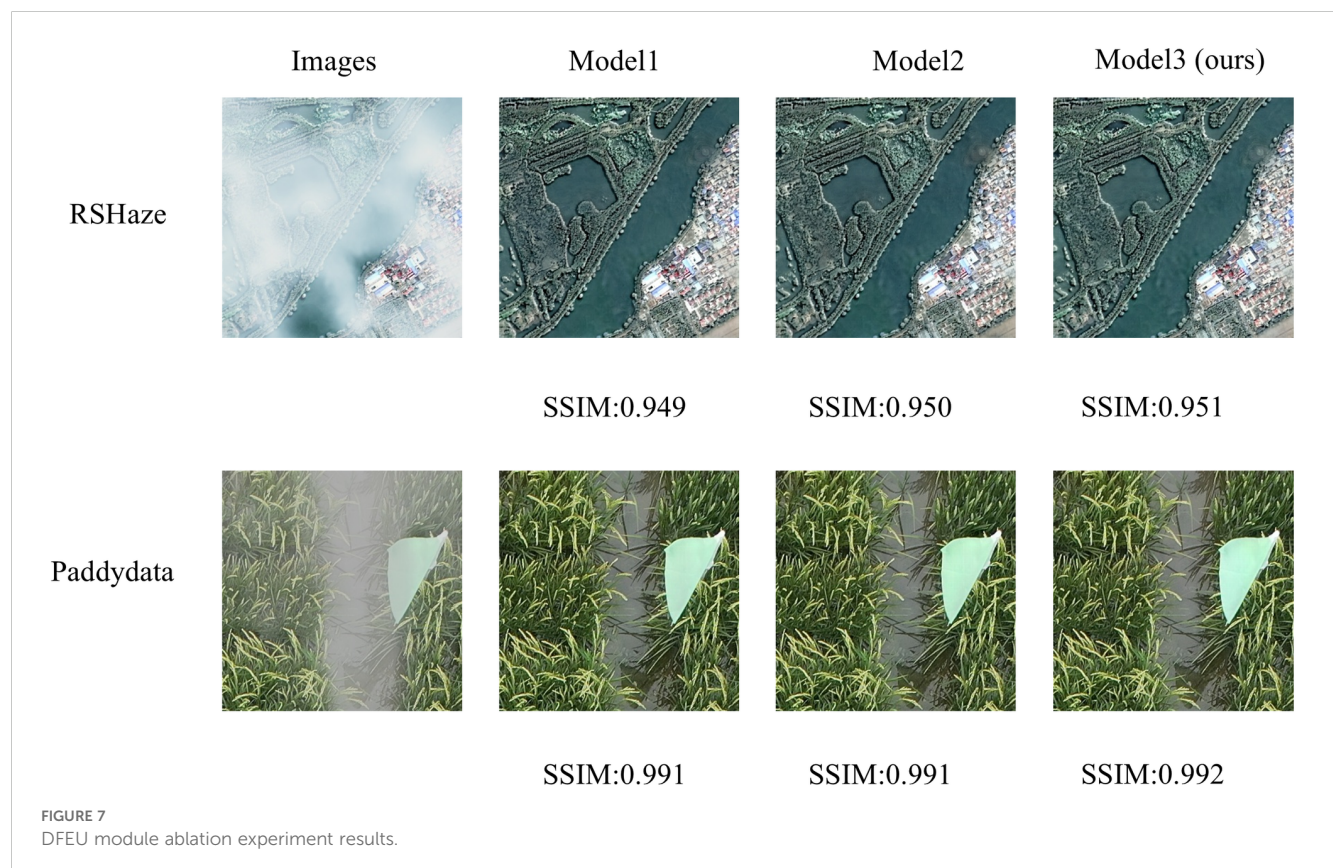 Images Model1 Model2 Model3 (ours)
RSHaze
SSIM:0.949 SSIM:0.950 SSIM:0.951
Paddydata
SSIM:0.991 SSIM:0.991 SSIM:0.992
FIGURE 7
DFEU module ablation experiment results.